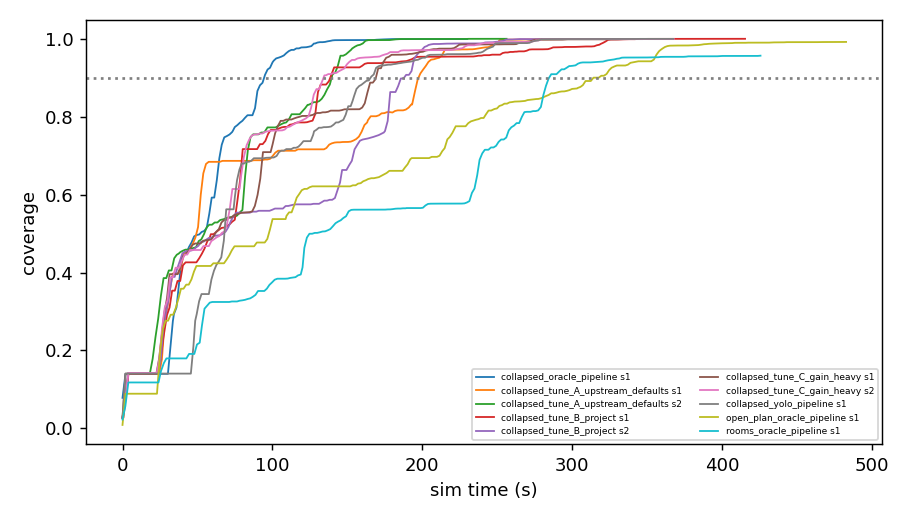 1.0
0.8
0.6
0.4
0.2
0.0
coverage
0
100
200
300
400
500
sim time (s)
collapsed_oracle_pipeline s1
collapsed_tune_A_upstream_defaults s1
collapsed_tune_A_upstream_defaults s2
collapsed_tune_B_project s1
collapsed_tune_B_project s2
collapsed_tune_C_gain_heavy s1
collapsed_tune_C_gain_heavy s2
collapsed_yolo_pipeline s1
open_plan_oracle_pipeline s1
rooms_oracle_pipeline s1